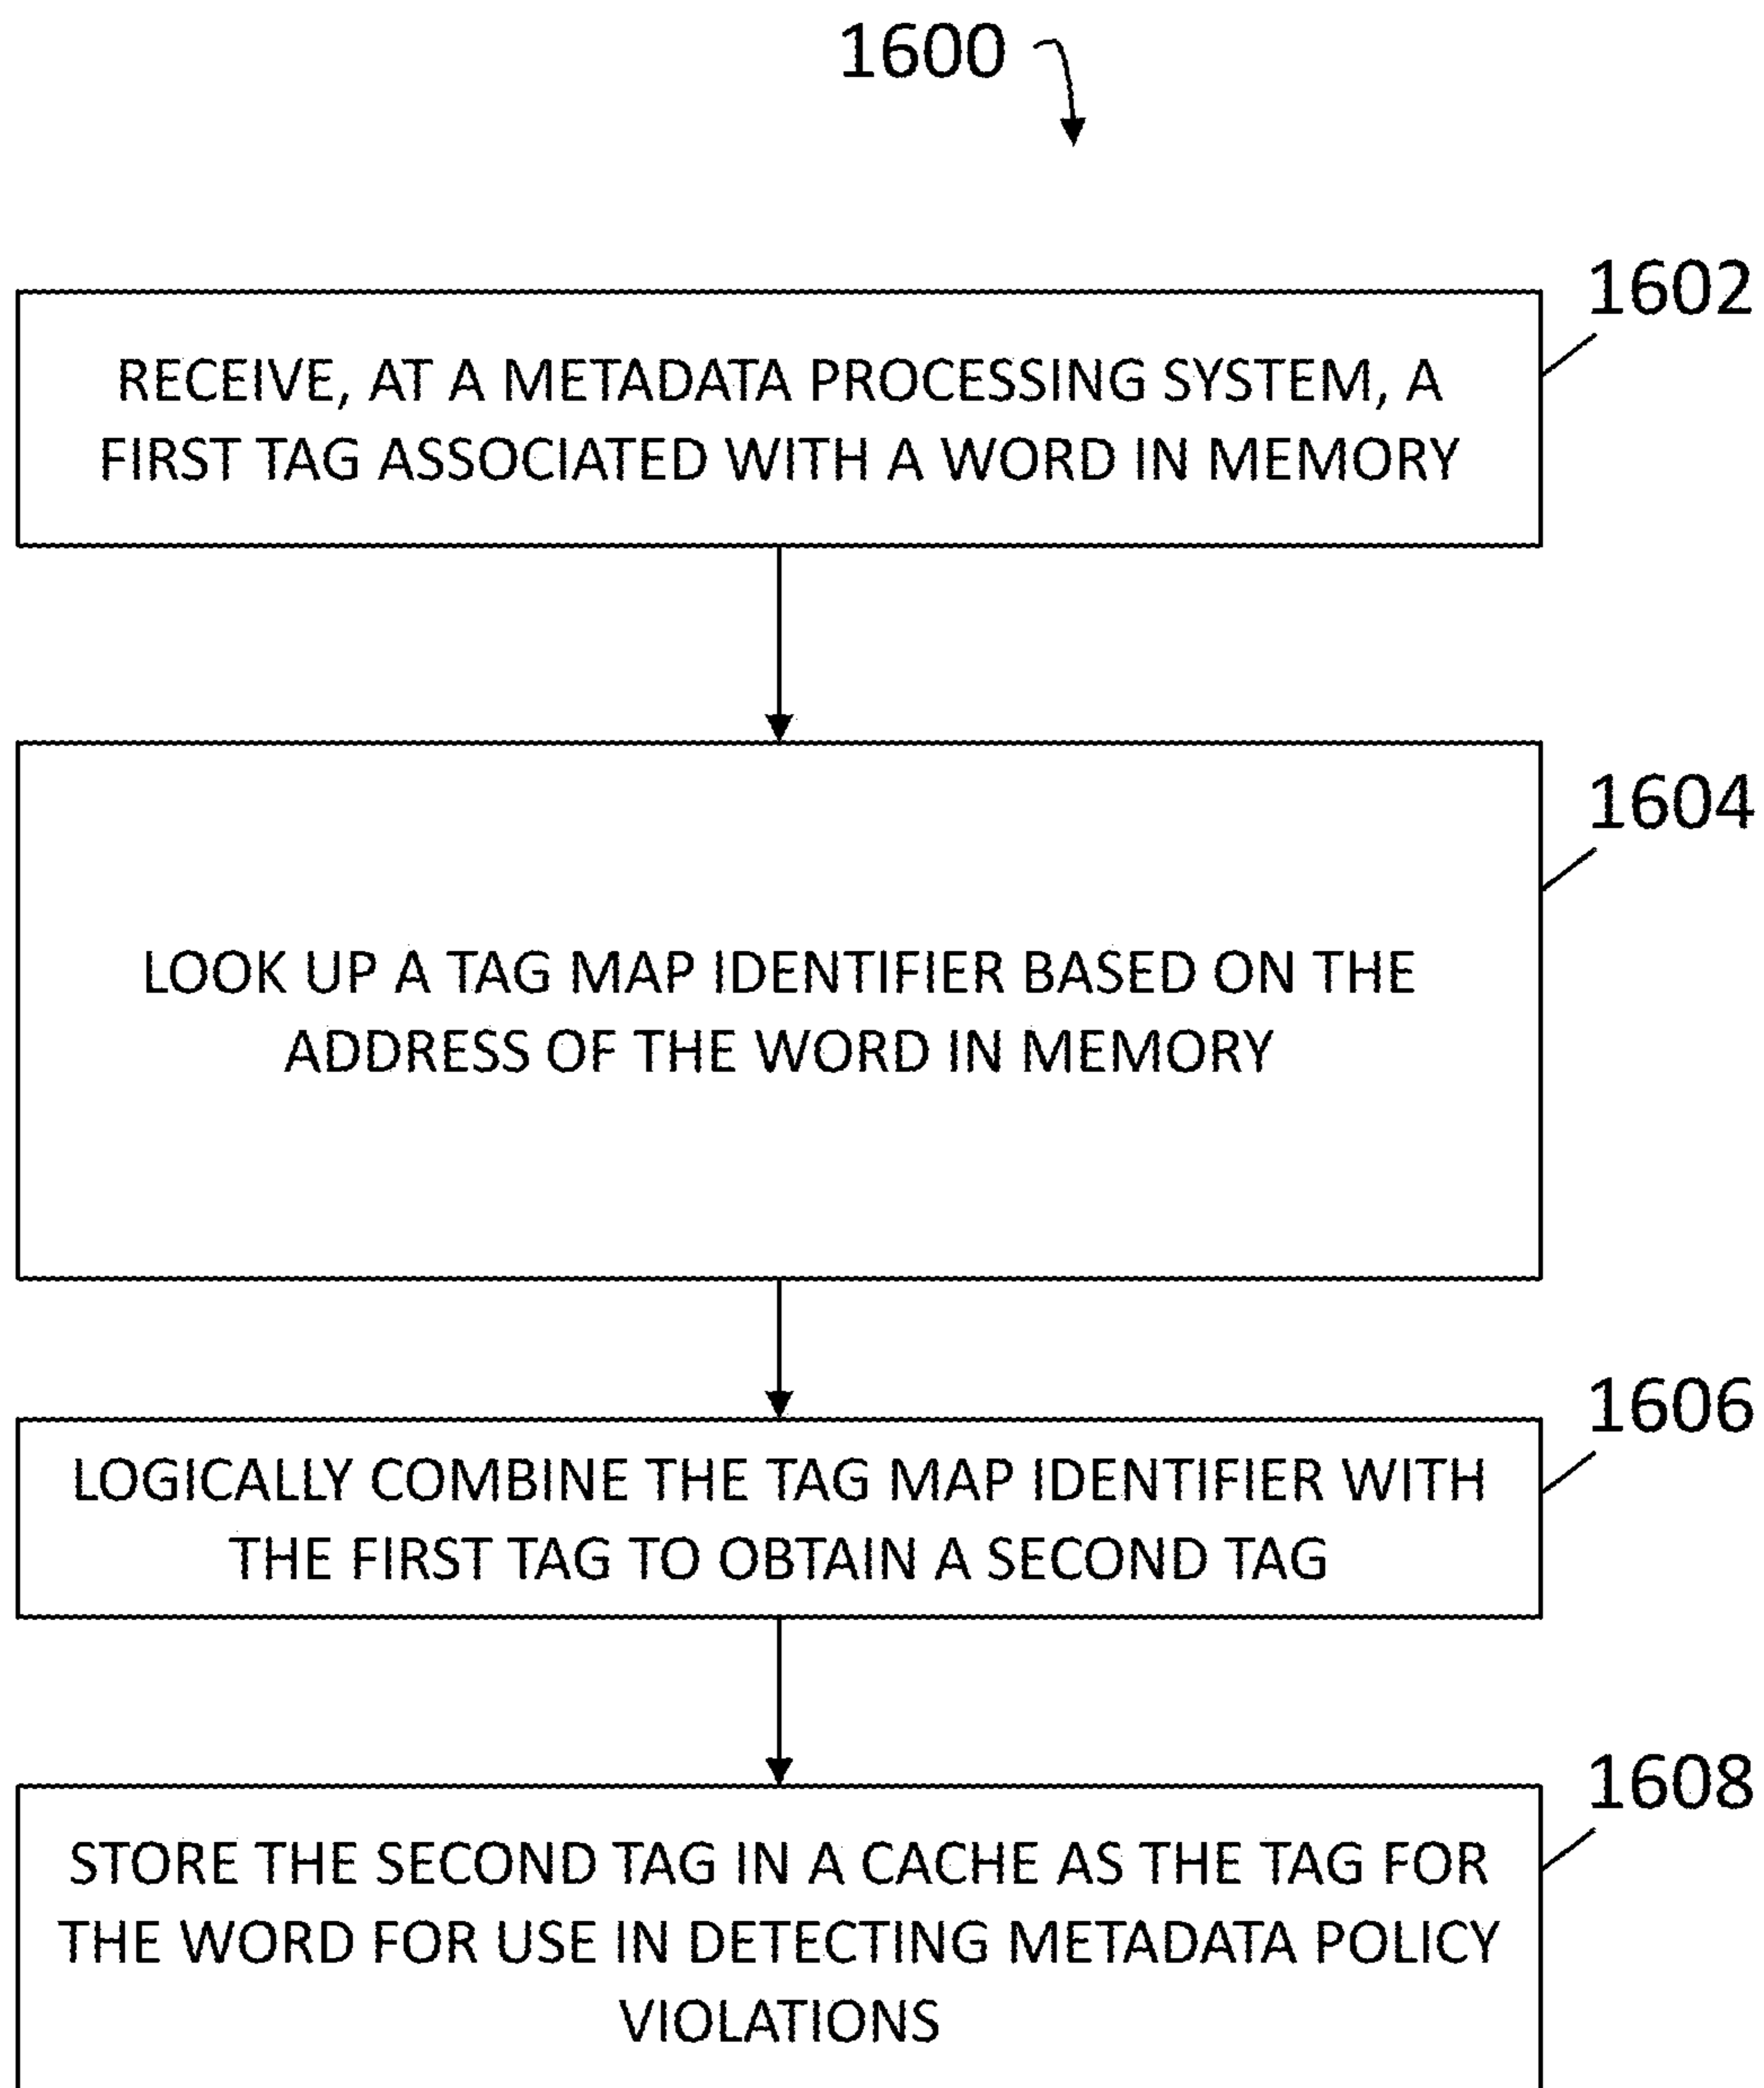 1600
1602
RECEIVE, AT A METADATA PROCESSING SYSTEM, A
FIRST TAG ASSOCIATED WITH A WORD IN MEMORY
1604
LOOK UP A TAG MAP IDENTIFIER BASED ON THE
ADDRESS OF THE WORD IN MEMORY
1606
LOGICALLY COMBINE THE TAG MAP IDENTIFIER WITH
THE FIRST TAG TO OBTAIN A SECOND TAG
1608
STORE THE SECOND TAG IN A CACHE AS THE TAG FOR
THE WORD FOR USE IN DETECTING METADATA POLICY
VIOLATIONS